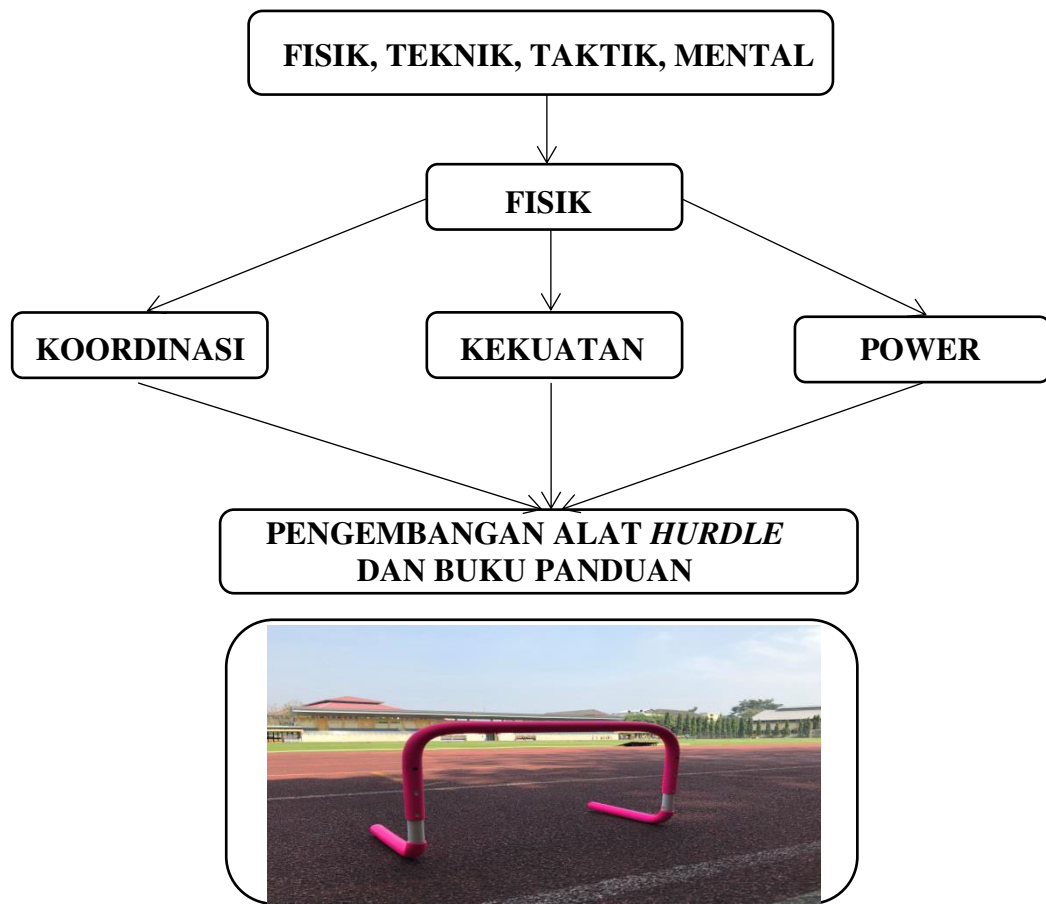 FISIK, TEKNIK, TAKTIK, MENTAL
FISIK
KOORDINASI
KEKUATAN
POWER
PENGEMBANGAN ALAT HURDLE
DAN BUKU PANDUAN